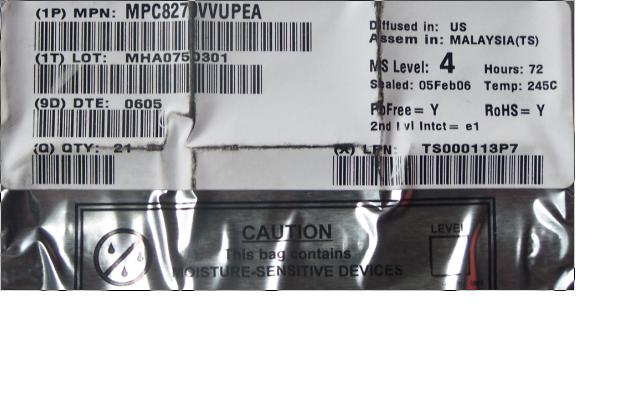 (1P) MPN: MPC8270VVUPEA
Diffused in: US
Assem in: MALAYSIA(TS)
(1T) LOT: MHA0750301
MS Level: 4 Hours: 72
Sealed: 05Feb06 Temp: 245C
(9D) DTE: 0605
PbFree = Y RoHS = Y
2nd Lvl Intct = e1
(Q) QTY: 21
(X) LPN: TS000113P7
CAUTION
LEVEL
This bag contains
MOISTURE-SENSITIVE DEVICES